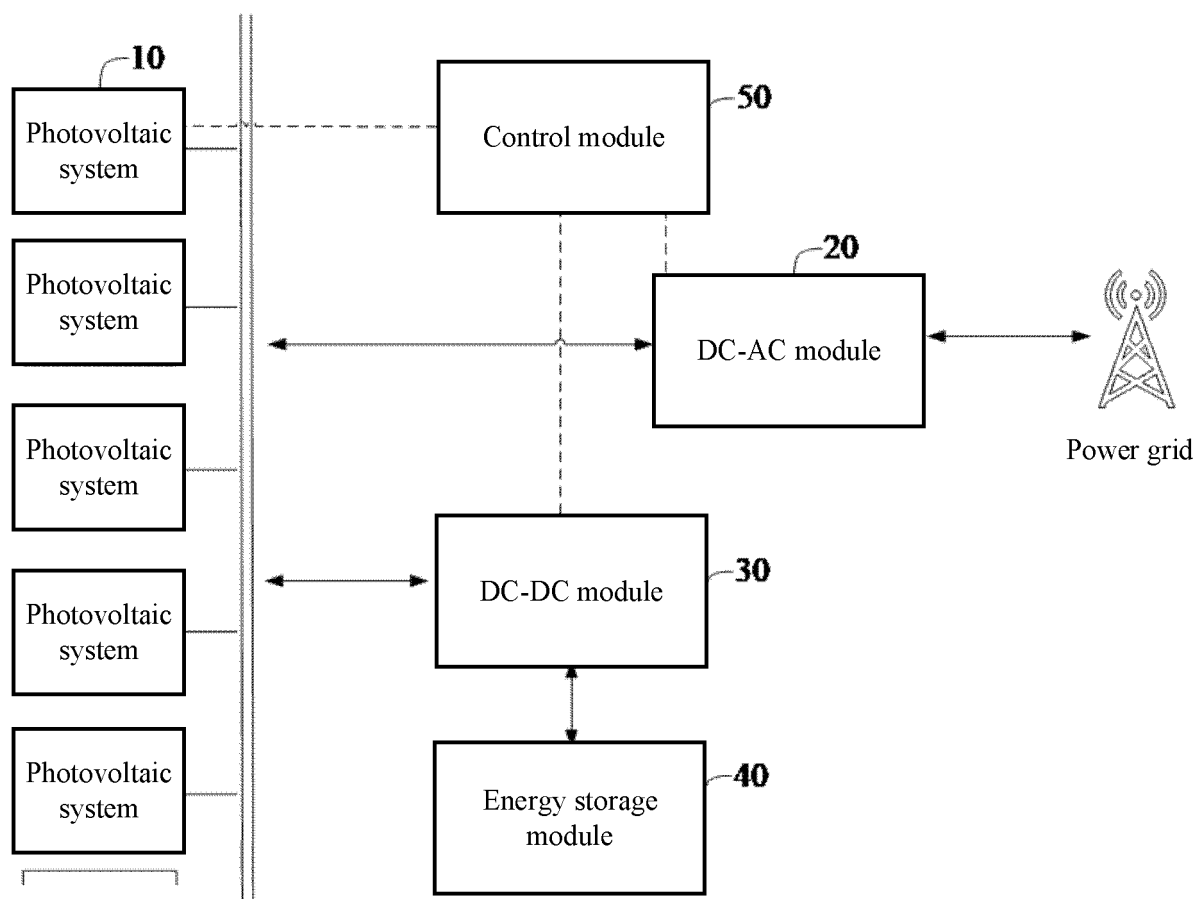 10
Photovoltaic
system
Control module
50
Photovoltaic
system
20
DC-AC module
Power grid
Photovoltaic
system
DC-DC module
30
Photovoltaic
system
Photovoltaic
system
Energy storage
module
40